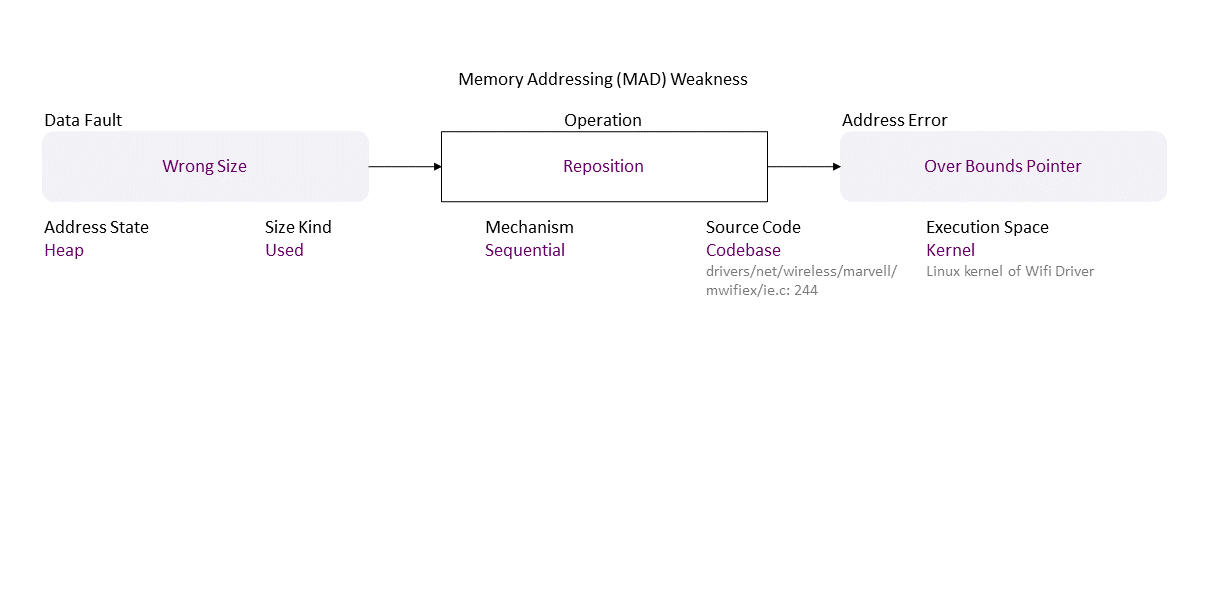 Memory Addressing (MAD) Weakness
Data Fault
Operation
Address Error
Wrong Size
Reposition
Over Bounds Pointer
Address State
Size Kind
Mechanism
Source Code
Execution Space
Heap
Used
Sequential
Codebase
Kernel
drivers/net/wireless/marvell/
Linux kernel of Wifi Driver
mwifiex/ie.c: 244